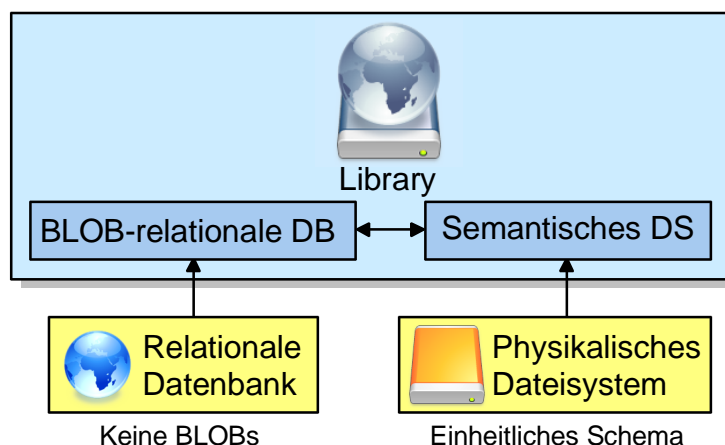 Library
BLOB-relationale DB
Semantisches DS
Relationale
Datenbank
Physikalisches
Dateisystem
Keine BLOBs
Einheitliches Schema